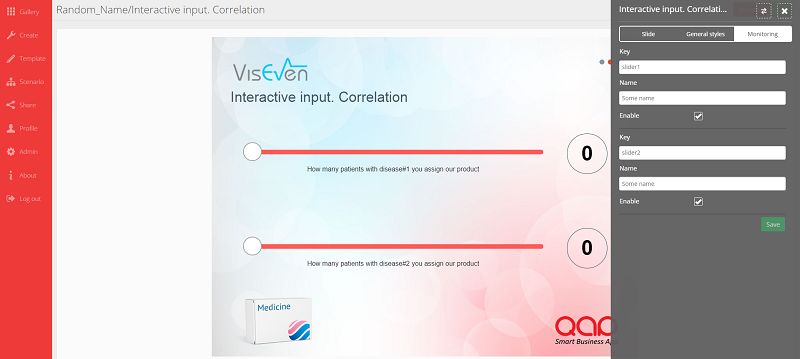 Gallery
Create
Template
Scenario
Share
Profile
Admin
About
Log out
Random_Name/Interactive input. Correlation
VisEven
Interactive input. Correlation
0
How many patients with disease#1 you assign our product
0
How many patients with disease#2 you assign our product
Medicine
qap
Smart Business Ap
Interactive input. Correlati...
Slide
General styles
Monitoring
Key
slider1
Name
Some name
Enable
Key
slider2
Name
Some name
Enable
Save